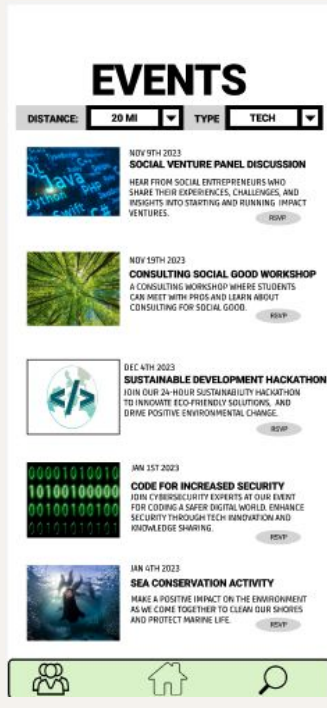 EVENTS
DISTANCE: 20 MI TYPE TECH
NOV 9TH 2023
SOCIAL VENTURE PANEL DISCUSSION
HEAR FROM SOCIAL ENTREPRENEURS WHO
SHARE THEIR EXPERIENCES, CHALLENGES, AND
INSIGHTS INTO STARTING AND RUNNING IMPACT
VENTURES.
RSVP
Java
Python
PHP
Swift
C#
NOV 19TH 2023
CONSULTING SOCIAL GOOD WORKSHOP
A CONSULTING WORKSHOP WHERE STUDENTS
CAN MEET WITH PROS AND LEARN ABOUT
CONSULTING FOR SOCIAL GOOD.
RSVP
DEC 4TH 2023
SUSTAINABLE DEVELOPMENT HACKATHON
JOIN OUR 24-HOUR SUSTAINABIUTY HACKATHON
TO INNOVATE ECO-FRIENDLY SOLUTIONS, AND
DRIVE POSITIVE ENVIRONMENTAL CHANGE.
RSVP
</>
JAN 1ST 2023
CODE FOR INCREASED SECURITY
JOIN CYBERSECURITY EXPERTS AT OUR EVENT
FOR CODING A SAFER DIGITAL WORLD. ENHANCE
SECURITY THROUGH TECH INNOVATION AND
KNOWLEDGE SHARING.
RSVP
JAN 4TH 2023
SEA CONSERVATION ACTIVITY
MAKE A POSITIVE IMPACT ON THE ENVIRONMENT
AS WE COME TOGETHER TO CLEAN OUR SHORES
AND PROTECT MARINE LIFE.
RSVP